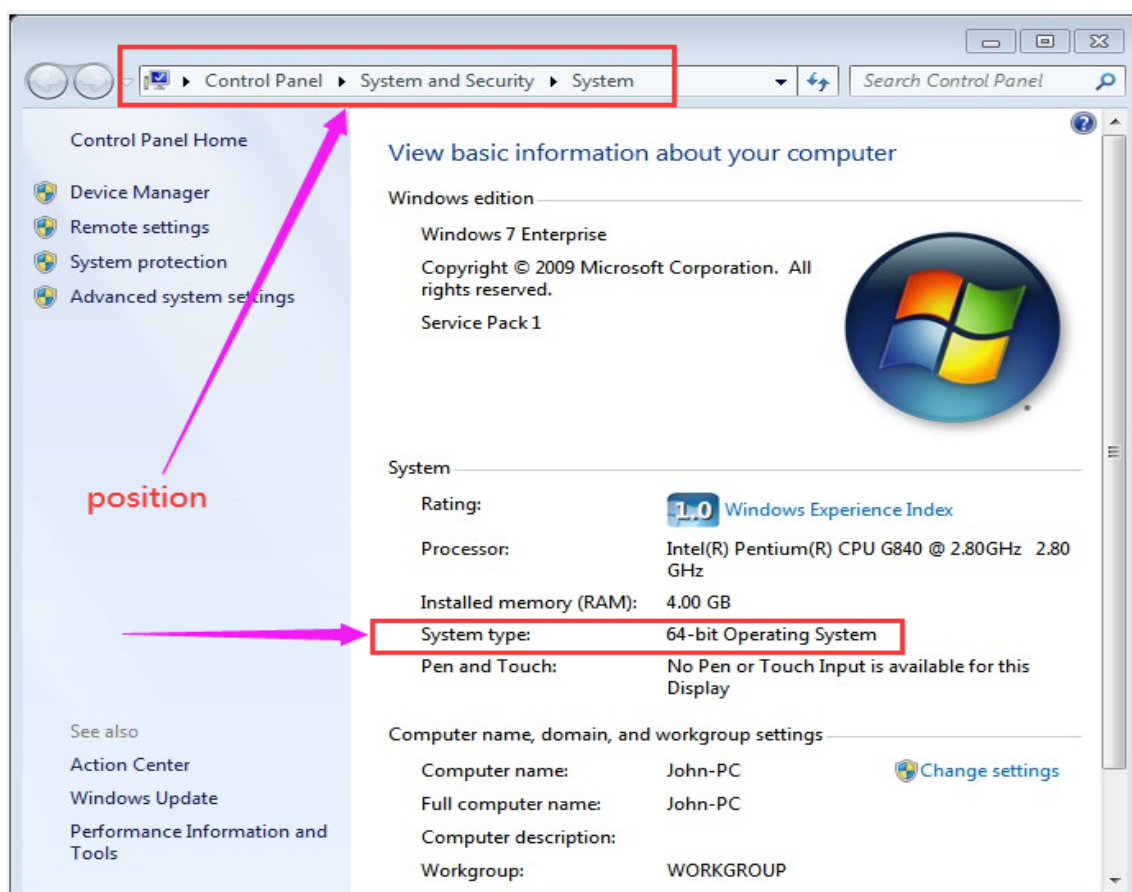 Control Panel System and Security System
Search Control Panel
Control Panel Home
Device Manager
Remote settings
System protection
Advanced system settings
position
See also
Action Center
Windows Update
Performance Information and
Tools
View basic information about your computer
Windows edition
Windows 7 Enterprise
Copyright © 2009 Microsoft Corporation. All
rights reserved.
Service Pack 1
System
Rating: 1.0 Windows Experience Index
Processor: Intel(R) Pentium(R) CPU G840 @ 2.80GHz 2.80
GHz
Installed memory (RAM): 4.00 GB
System type: 64-bit Operating System
Pen and Touch: No Pen or Touch Input is available for this
Display
Computer name, domain, and workgroup settings
Computer name: John-PC Change settings
Full computer name: John-PC
Computer description:
Workgroup: WORKGROUP